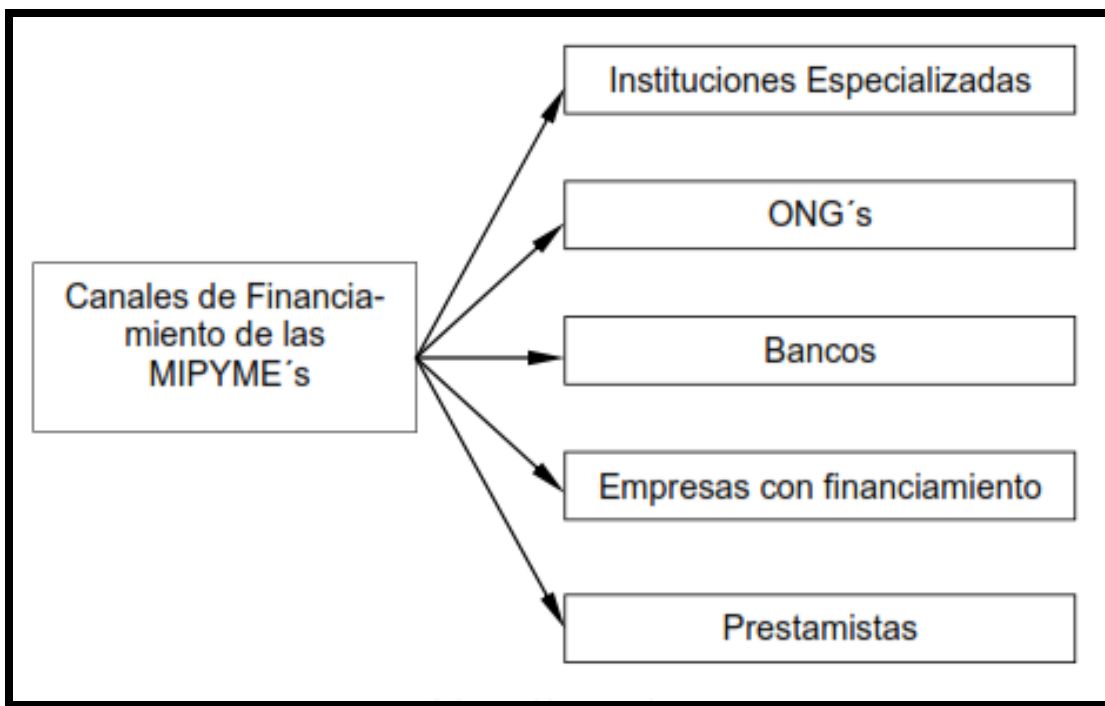 Canales de Financia-
miento de las
MIPYME´s
Instituciones Especializadas
ONG´s
Bancos
Empresas con financiamiento
Prestamistas